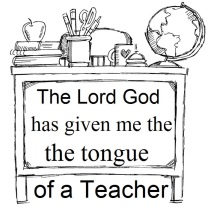 The Lord God
has given me the
the tongue
of a Teacher